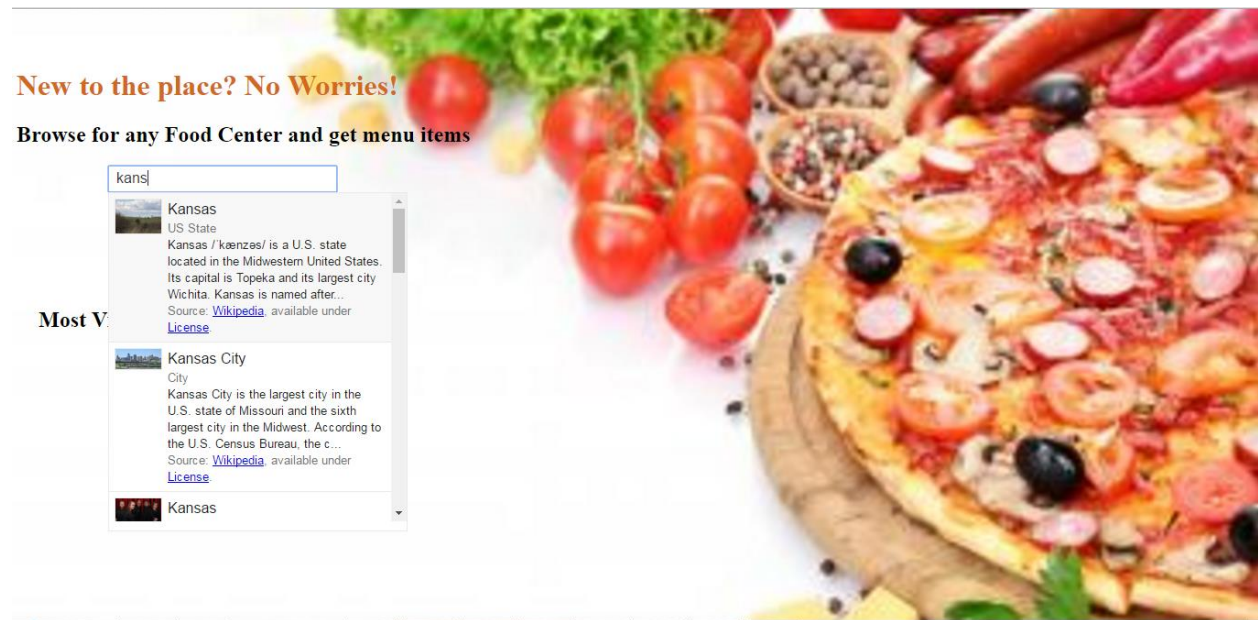 New to the place? No Worries!
Browse for any Food Center and get menu items
kans
Kansas
US State
Kansas /ˈkænzəs/ is a U.S. state
located in the Midwestern United States.
Its capital is Topeka and its largest city
Wichita. Kansas is named after...
Source: Wikipedia, available under
License.
Most V
Kansas City
City
Kansas City is the largest city in the
U.S. state of Missouri and the sixth
largest city in the Midwest. According to
the U.S. Census Bureau, the c...
Source: Wikipedia, available under
License.
Kansas